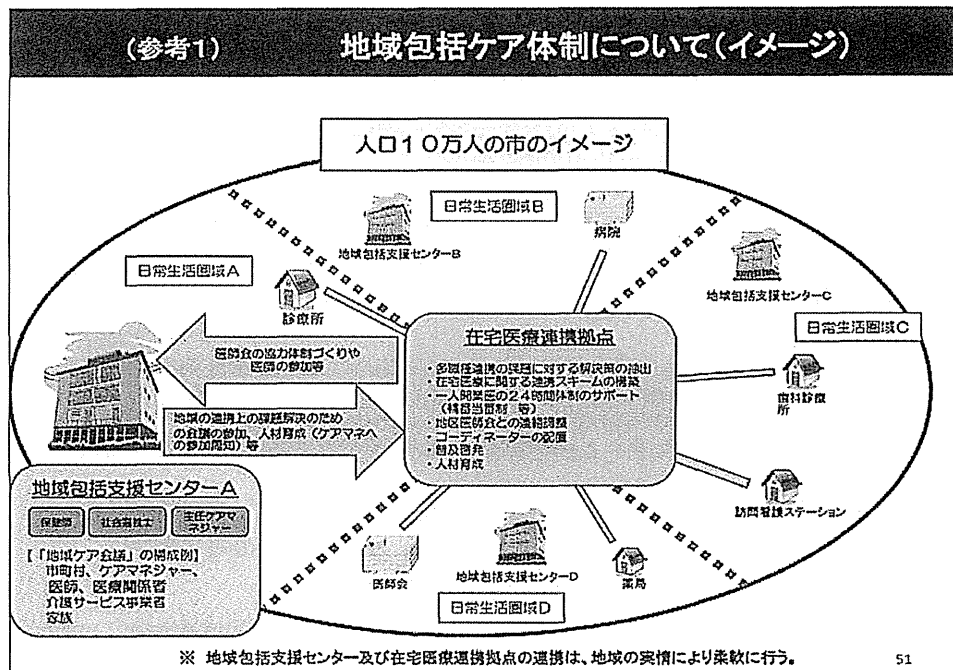 (参考1) 地域包括ケア体制について(イメージ)
人口10万人の市のイメージ
日常生活圏域B
病院
地域包括支援センターB
日常生活圏域A
診療所
地域包括支援センターC
日常生活圏域C
医師会の協力体制づくりや
医師の参加等
地域の連携上の課題解決のため
の会議の参加、人材育成(ケアマネへ
の参加周知)等
在宅医療連携拠点
・多職種連携の課題に対する解決策の抽出
・在宅医療に関する連携スキームの構築
・一人開業医の24時間体制のサポート
(輪番当番制 等)
・地区医師会との連絡調整
・コーディネーターの配置
・普及啓発
・人材育成
歯科診療
所
訪問看護ステーション
地域包括支援センターA
保健師
社会福祉士
主任ケアマ
ネジャー
【「地域ケア会議」の構成例】
市町村、ケアマネジャー、
医師、医療関係者
介護サービス事業者
家族
医師会
地域包括支援センターD
薬局
日常生活圏域D
※ 地域包括支援センター及び在宅医療連携拠点の連携は、地域の実情により柔軟に行う。
51